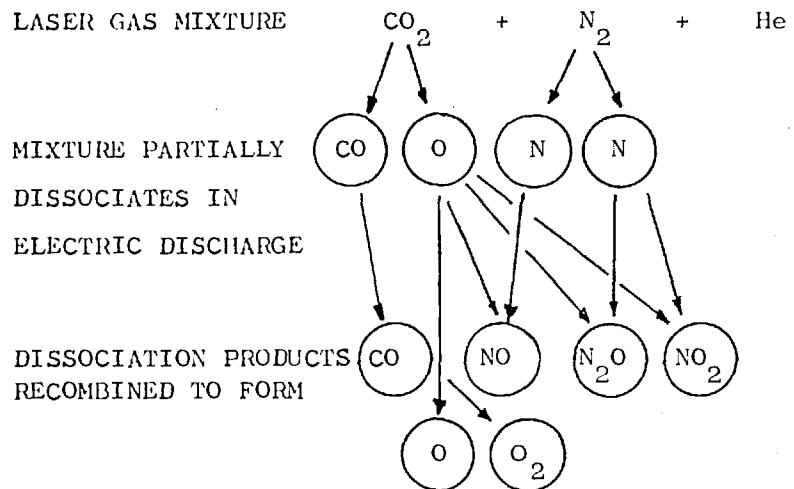 LASER GAS MIXTURE CO₂ + N₂ + He
MIXTURE PARTIALLY CO O N N
DISSOCIATES IN
ELECTRIC DISCHARGE
DISSOCIATION PRODUCTS CO NO N₂O NO₂
RECOMBINED TO FORM
O O₂